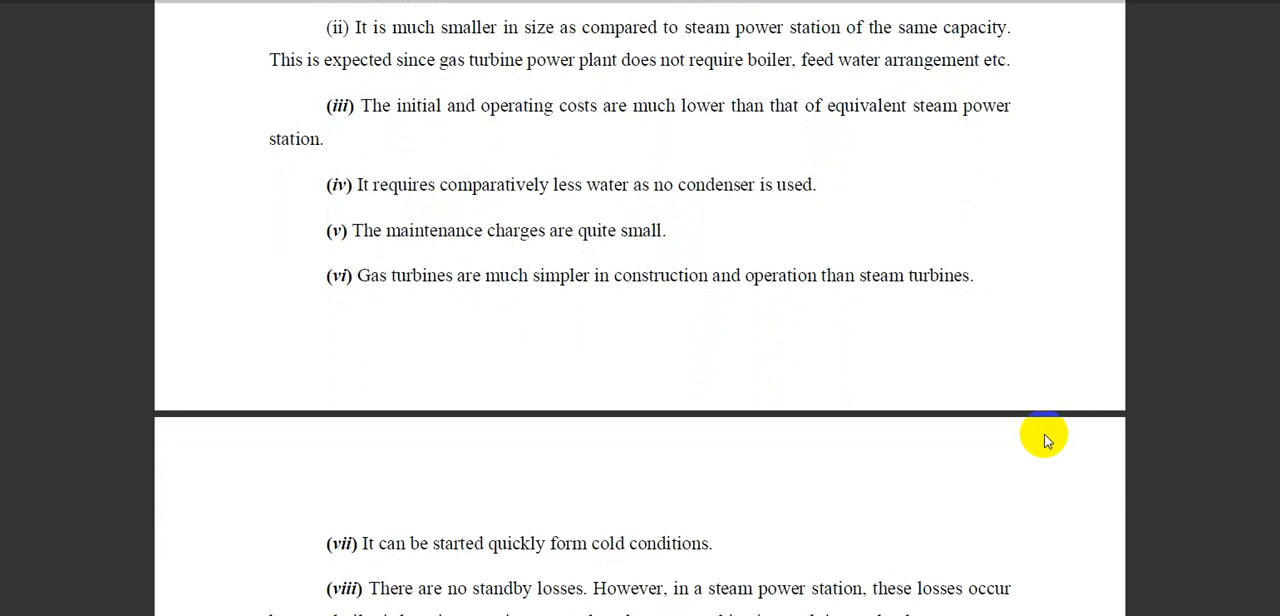 (ii) It is much smaller in size as compared to steam power station of the same capacity.
This is expected since gas turbine power plant does not require boiler, feed water arrangement etc.
(iii) The initial and operating costs are much lower than that of equivalent steam power
station.
(iv) It requires comparatively less water as no condenser is used.
(v) The maintenance charges are quite small.
(vi) Gas turbines are much simpler in construction and operation than steam turbines.
(vii) It can be started quickly form cold conditions.
(viii) There are no standby losses. However, in a steam power station, these losses occur